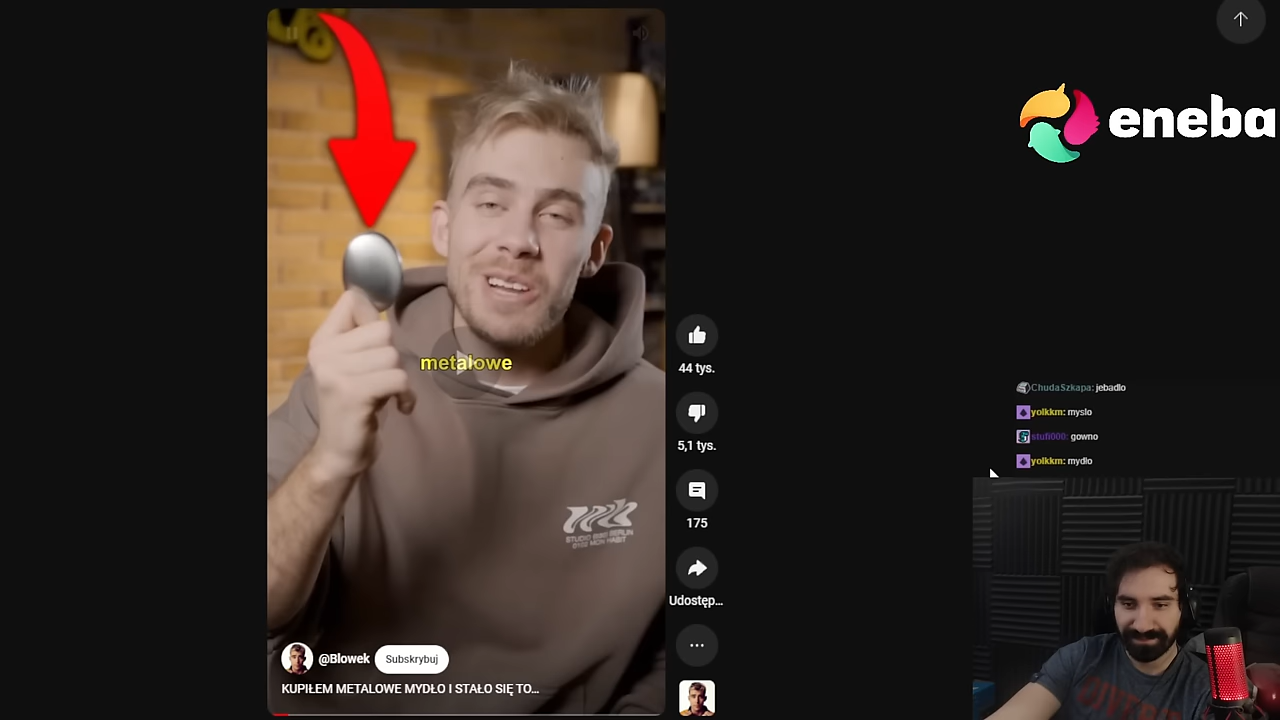 eneba
metalowe
44 tys.
5,1 tys.
175
Udostęp...
ChudaSzkapa: jebadlo
yolkkm: myslo
stufi000: gowno
yolkkm: mydlo
@Blowek
Subskrybuj
KUPIŁEM METALOWE MYDŁO I STAŁO SIĘ TO...